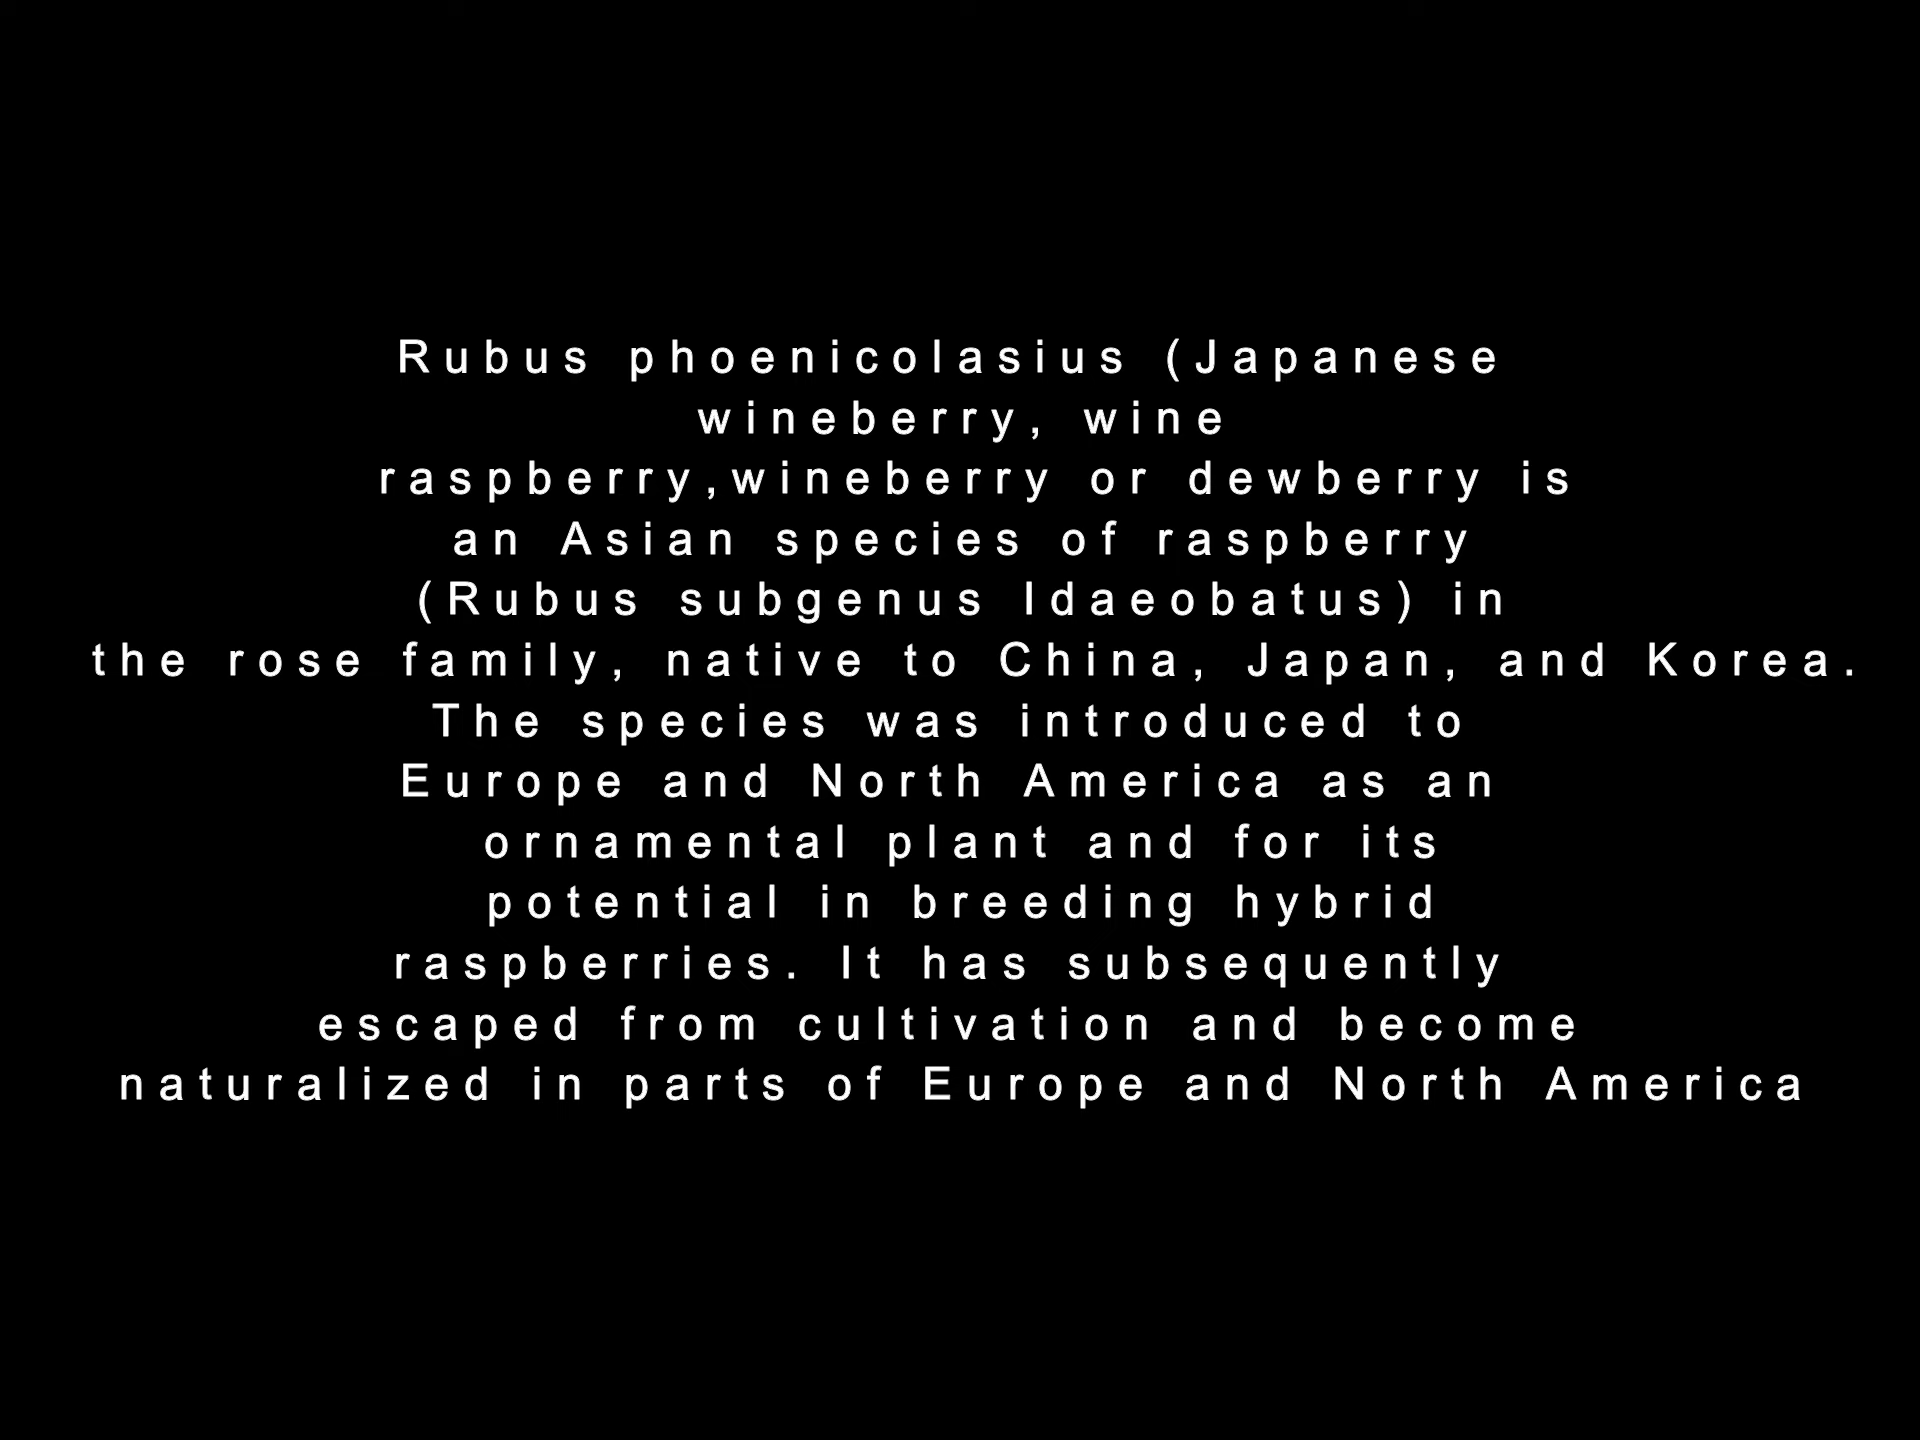 Rubus phoenicolasius (Japanese
wineberry, wine
raspberry,wineberry or dewberry is
an Asian species of raspberry
(Rubus subgenus Idaeobatus) in
the rose family, native to China, Japan, and Korea.
The species was introduced to
Europe and North America as an
ornamental plant and for its
potential in breeding hybrid
raspberries. It has subsequently
escaped from cultivation and become
naturalized in parts of Europe and North America